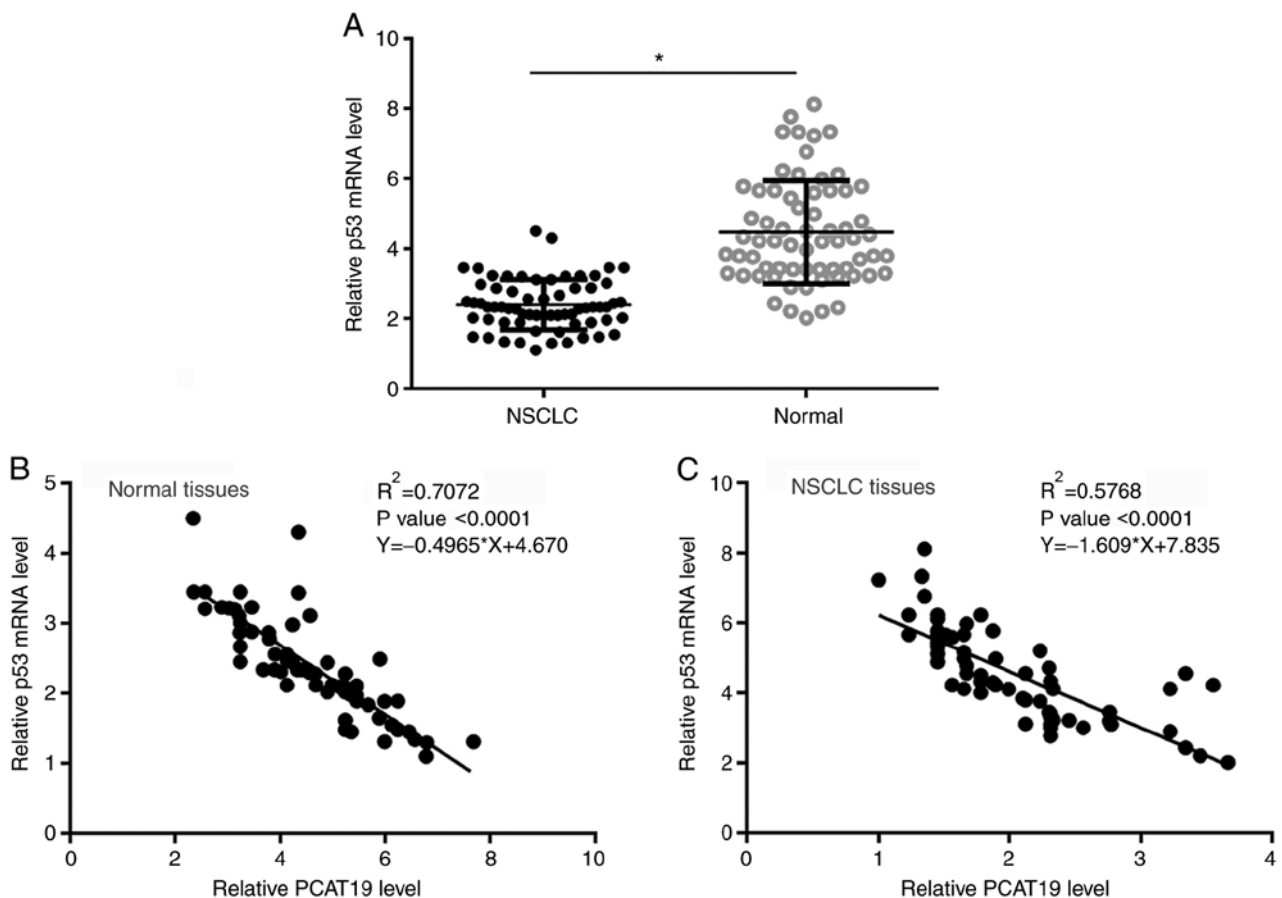 A
10
8
6
4
2
0
Relative p53 mRNA level
*
NSCLC
Normal
B
Normal tissues
R²=0.7072
P value <0.0001
Y=−0.4965*X+4.670
5
4
3
2
1
0
Relative p53 mRNA level
0 2 4 6 8 10
Relative PCAT19 level
C
NSCLC tissues
R²=0.5768
P value <0.0001
Y=−1.609*X+7.835
10
8
6
4
2
0
Relative p53 mRNA level
0 1 2 3 4
Relative PCAT19 level